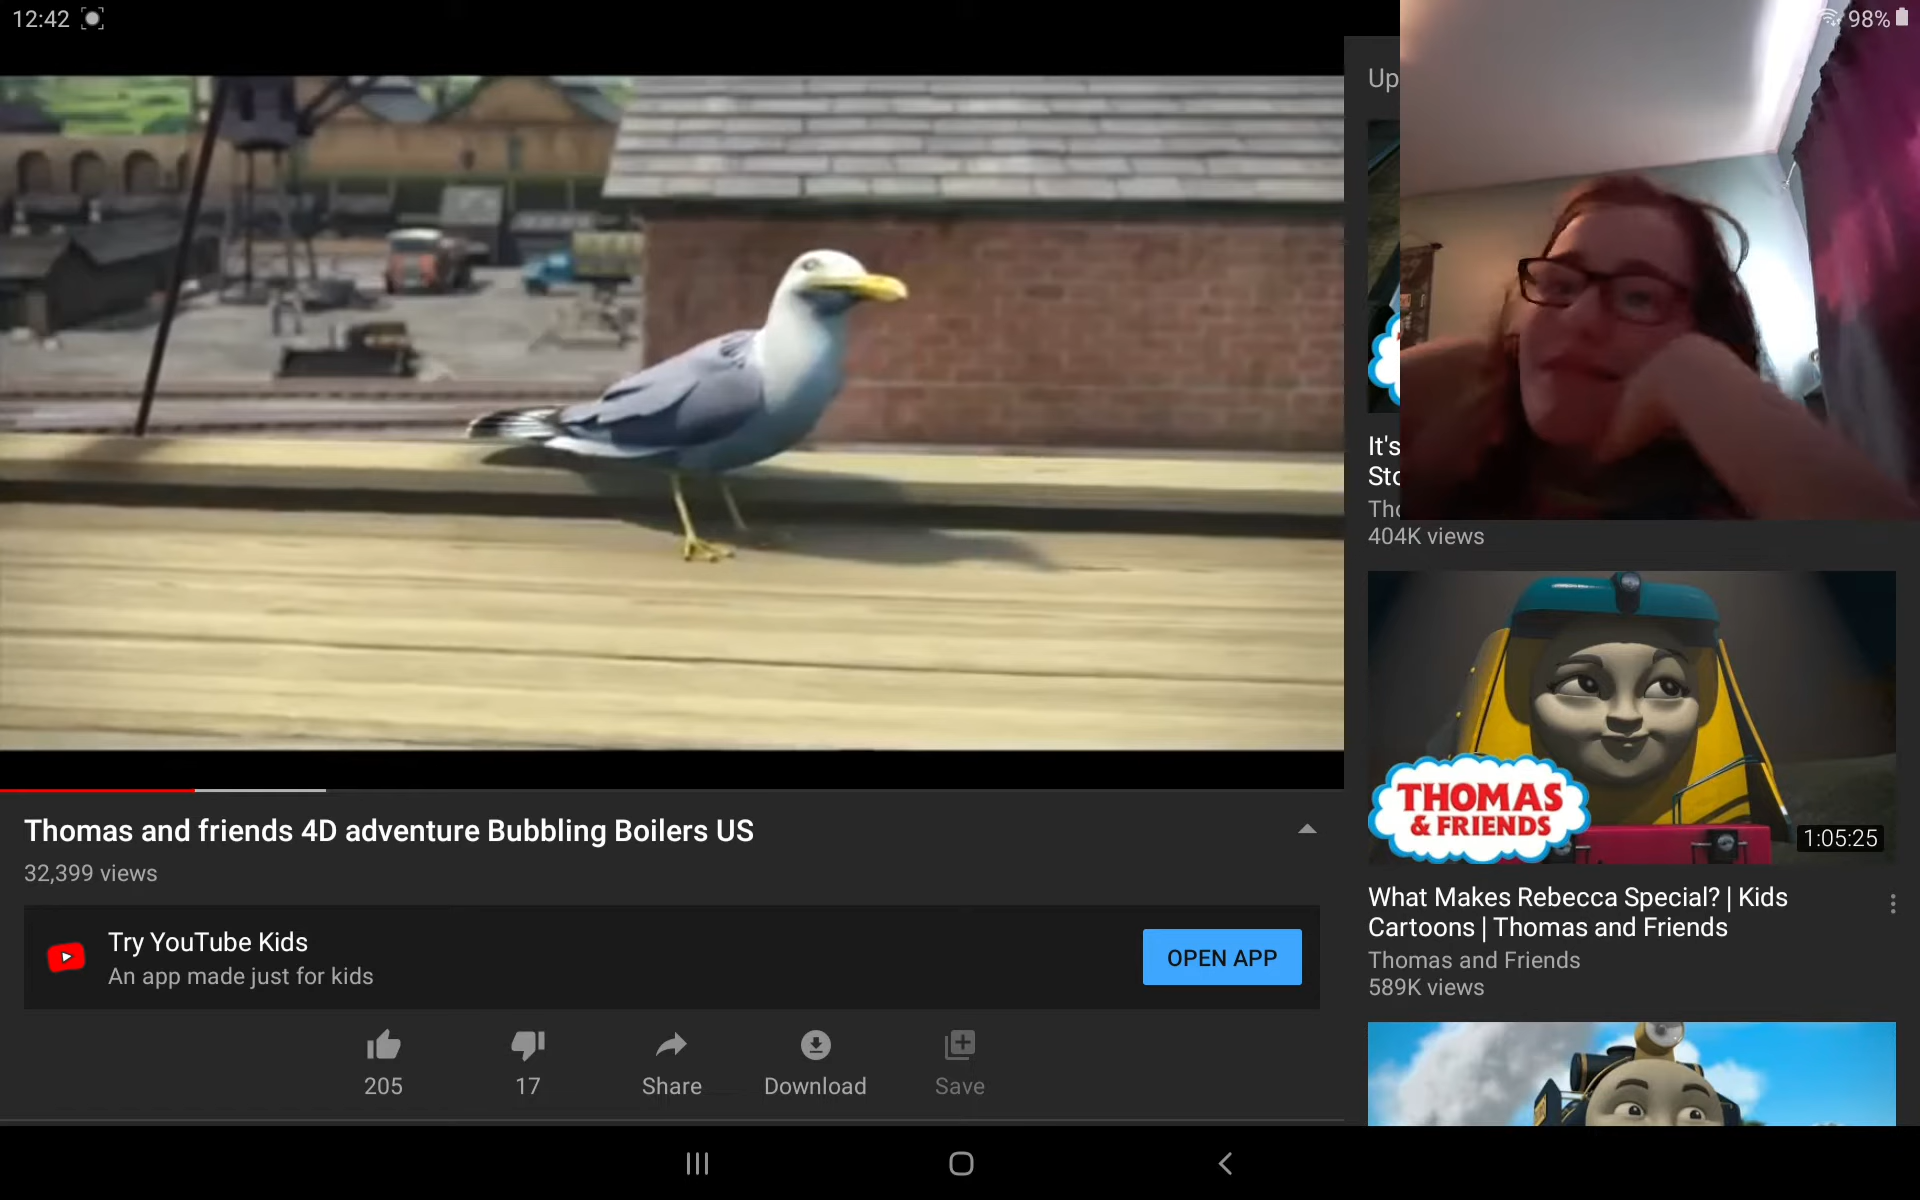 12:42
98%
Up
It's
Sto
Tho
404K views
THOMAS
& FRIENDS
1:05:25
What Makes Rebecca Special? | Kids
Cartoons | Thomas and Friends
Thomas and Friends
589K views
Thomas and friends 4D adventure Bubbling Boilers US
32,399 views
Try YouTube Kids
An app made just for kids
OPEN APP
205
17
Share
Download
Save